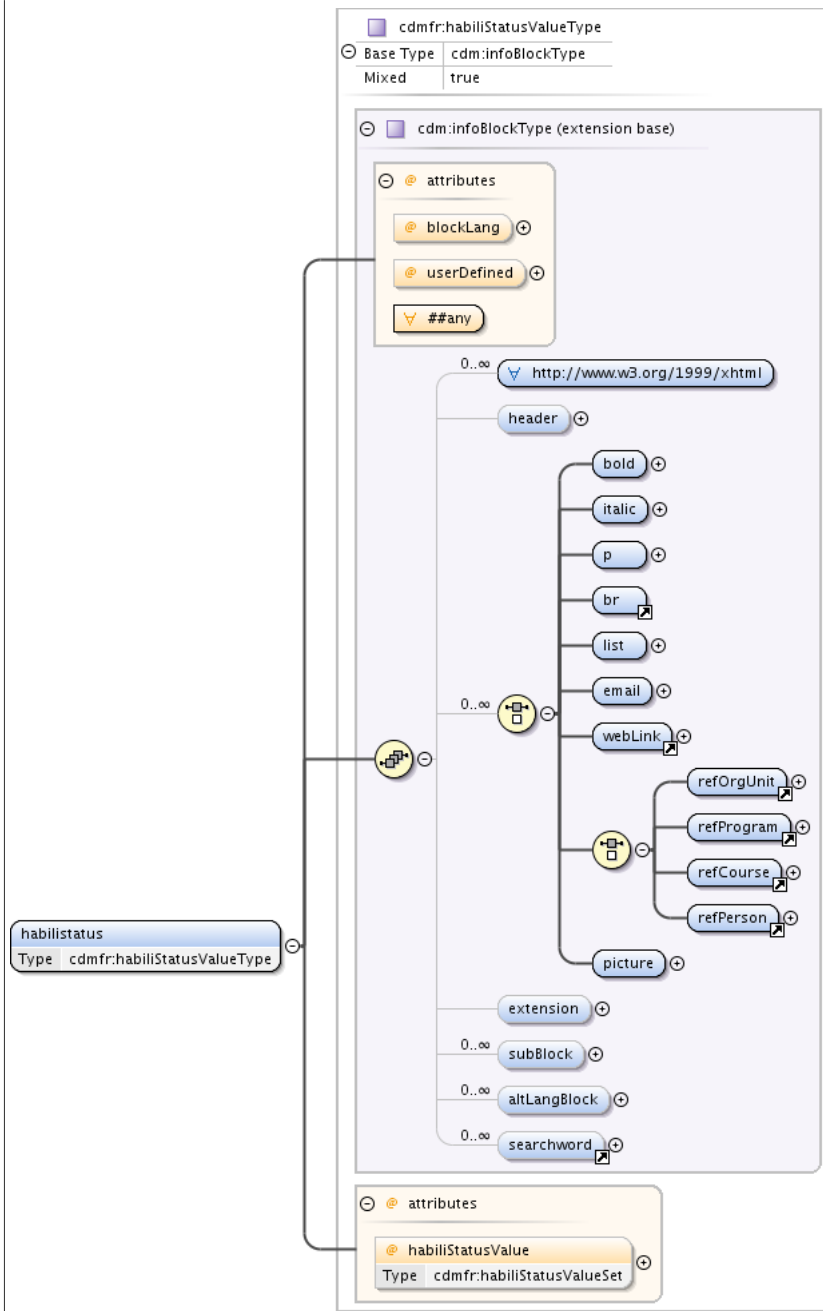 cdmfr:habiliStatusValueType
Base Type cdm:infoBlockType
Mixed true
cdm:infoBlockType (extension base)
@ attributes
@ blockLang
@ userDefined
∀ ##any
0..∞ ∀ http://www.w3.org/1999/xhtml
header
bold
italic
p
br
list
email
0..∞
webLink
refOrgUnit
refProgram
refCourse
refPerson
habilistatus
Type cdmfr:habiliStatusValueType
picture
extension
0..∞ subBlock
0..∞ altLangBlock
0..∞ searchword
@ attributes
@ habiliStatusValue
Type cdmfr:habiliStatusValueSet